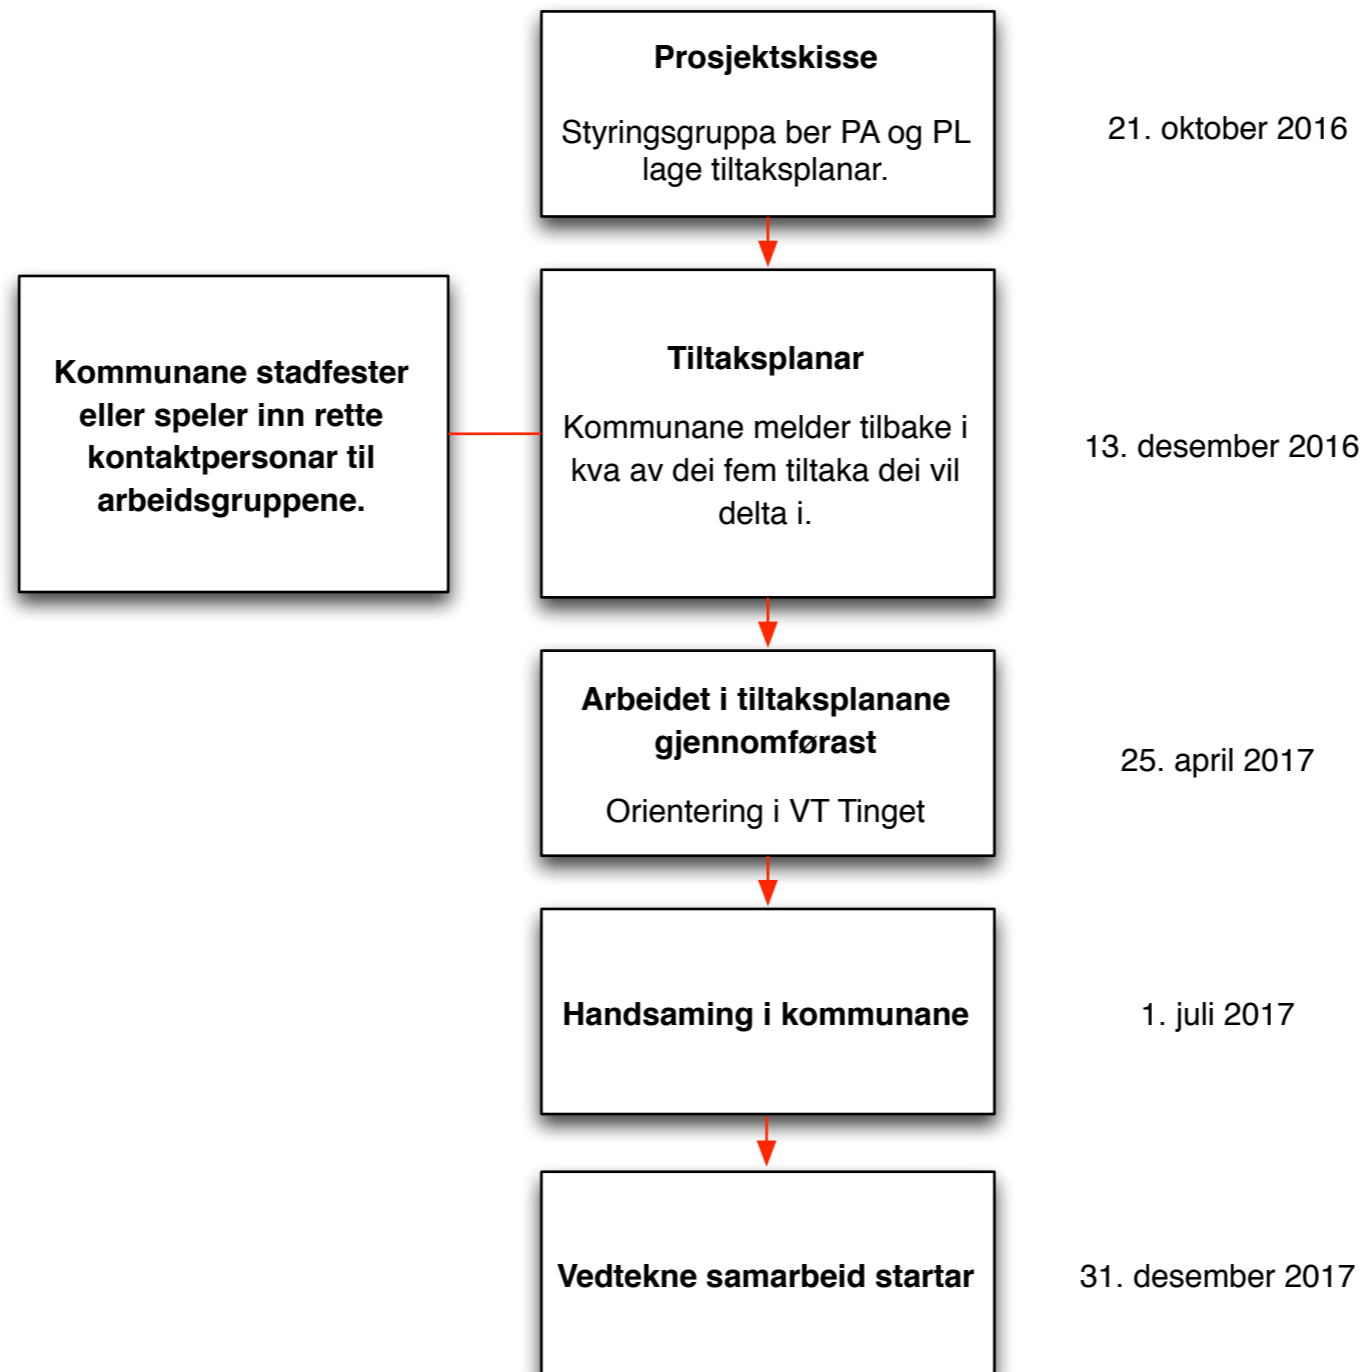 Prosjektskisse
Styringsgruppa ber PA og PL
lage tiltaksplanar.
21. oktober 2016
Kommunane stadfester
eller speler inn rette
kontaktpersonar til
arbeidsgruppene.
Tiltaksplanar
Kommunane melder tilbake i
kva av dei fem tiltaka dei vil
delta i.
13. desember 2016
Arbeidet i tiltaksplanane
gjennomførast
Orientering i VT Tinget
25. april 2017
Handsaming i kommunane
1. juli 2017
Vedtekne samarbeid startar
31. desember 2017